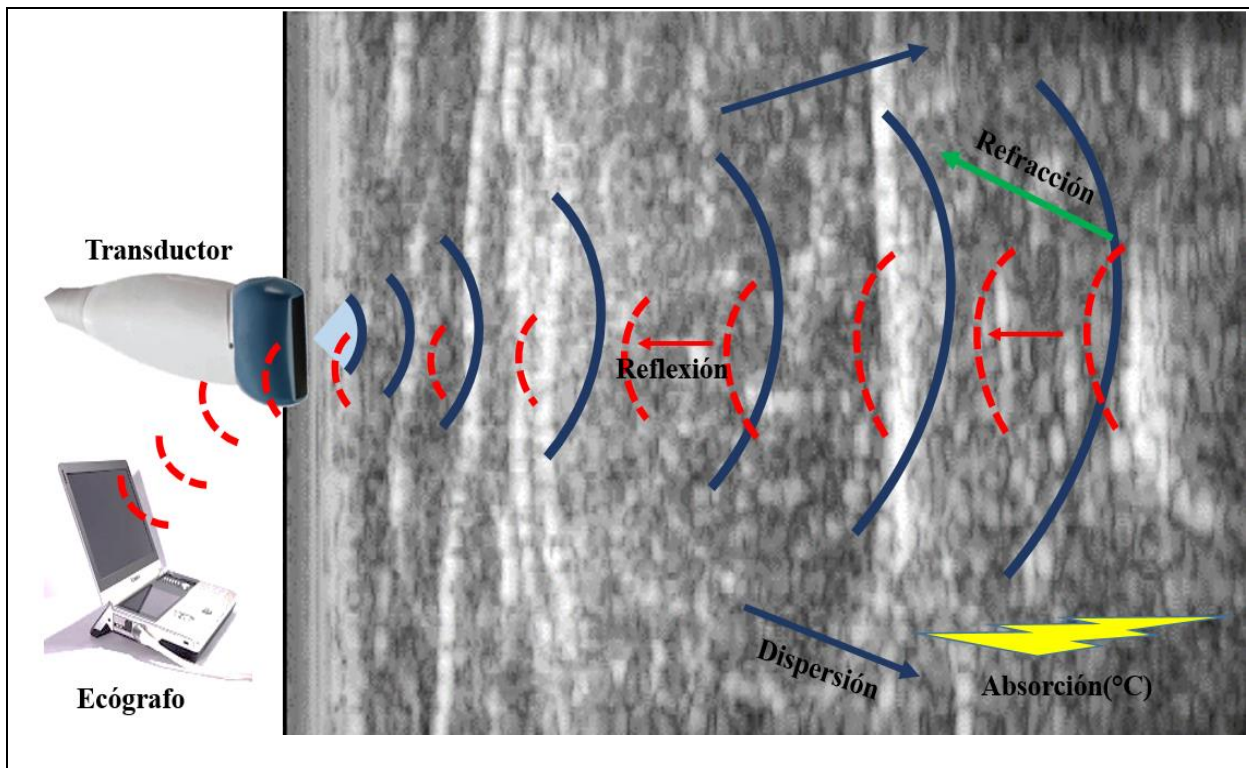 Transductor
Refracción
Reflexión
Dispersión
Absorción(°C)
Ecógrafo